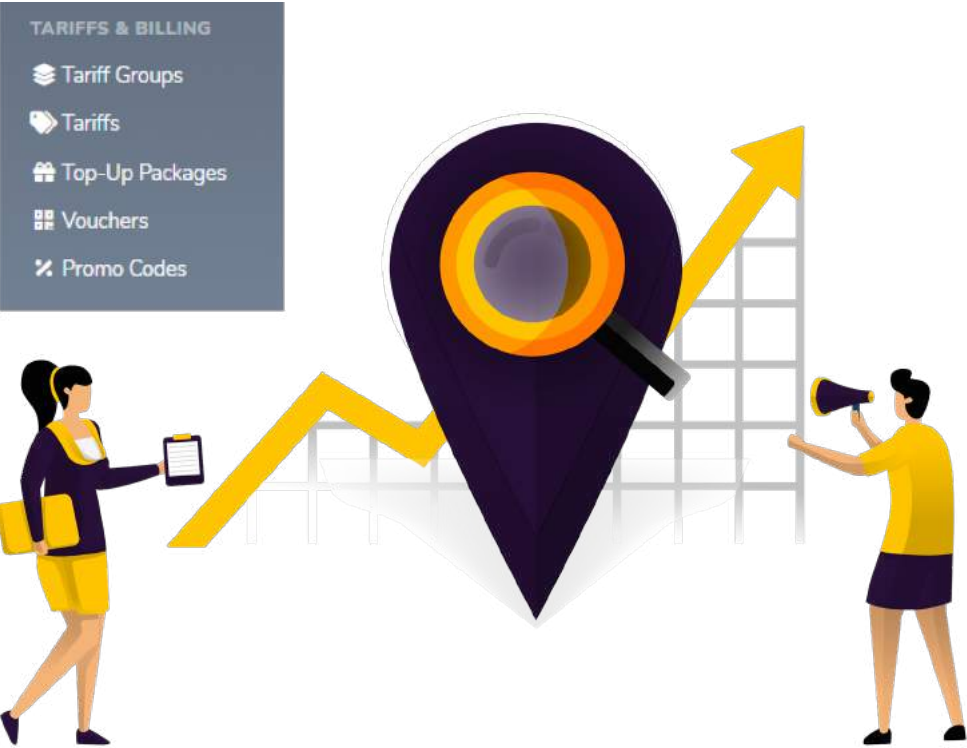 TARIFFS & BILLING
Tariff Groups
Tariffs
Top-Up Packages
Vouchers
Promo Codes